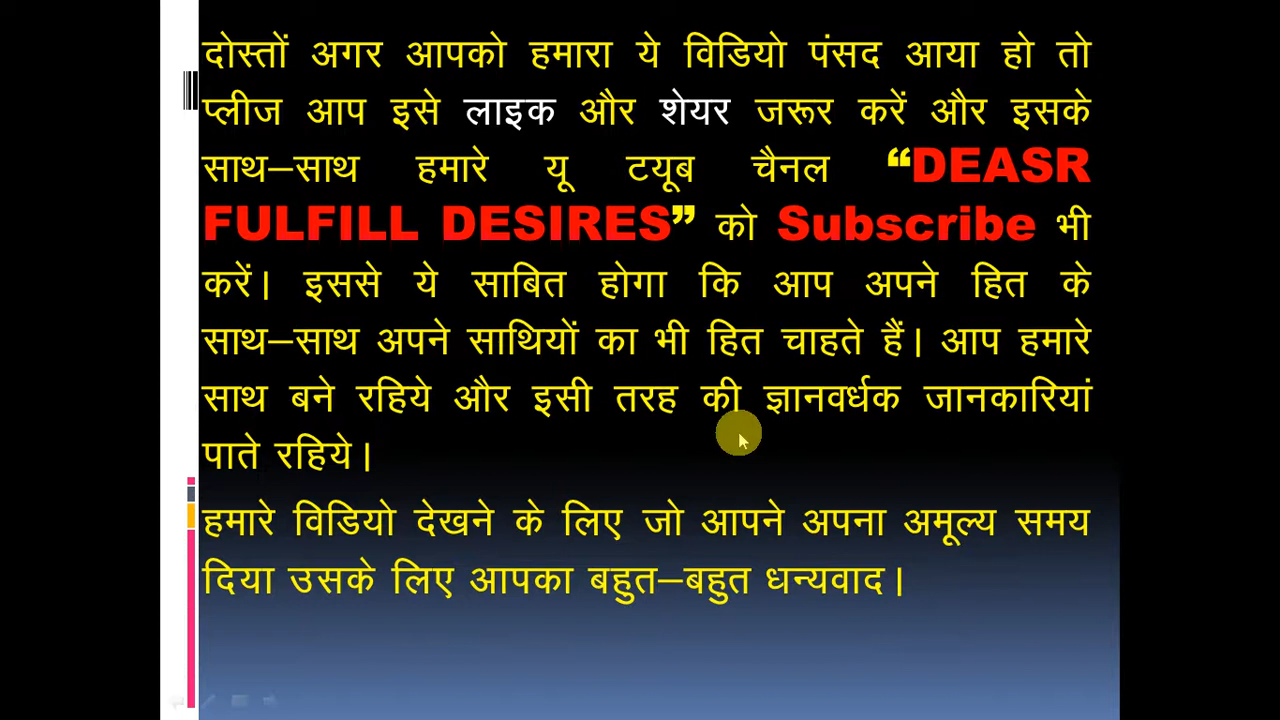 दोस्तों अगर आपको हमारा ये विडियो पंसद आया हो तो
प्लीज आप इसे लाइक और शेयर जरूर करें और इसके
साथ–साथ हमारे यू टयूब चैनल “DEASR
FULFILL DESIRES” को Subscribe भी
करें। इससे ये साबित होगा कि आप अपने हित के
साथ–साथ अपने साथियों का भी हित चाहते हैं। आप हमारे
साथ बने रहिये और इसी तरह की ज्ञानवर्धक जानकारियां
पाते रहिये।
हमारे विडियो देखने के लिए जो आपने अपना अमूल्य समय
दिया उसके लिए आपका बहुत–बहुत धन्यवाद।